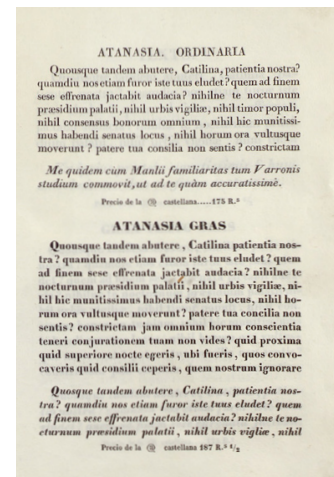 ATANASIA. ORDINARIA
Quousque tandem abutere, Catilina, patientia nostra?
quamdiu nos etiam furor iste tuus eludet? quem ad finem
sese effrenata jactabit audacia? nihilne te nocturnum
præsidium palatii, nihil urbis vigiliæ, nihil timor populi,
nihil consensus bonorum omnium, nihil hic munitissi-
mus habendi senatus locus, nihil horum ora vultusque
moverunt? patere tua consilia non sentis? constrictam
Me quidem cùm Manlii familiaritas tum Varronis
studium commovit, ut ad te quàm accuratissimè.
Precio de la castellana.....175 R.s
ATANASIA GRAS
Quousque tandem abutere, Catilina patientia nos-
tra? quamdiu nos etiam furor iste tuus eludet? quem
ad finem sese effrenata jactabit audacia? nihilne te
nocturnum præsidium palatii, nihil urbis vigiliæ, ni-
hil hic munitissimus habendi senatus locus, nihil ho-
rum ora vultusque moverunt? patere tua concilia non
sentis? constrictam jam omnium horum conscientia
teneri conjurationem tuam non vides? quid proxima
quid superiore nocte egeris, ubi fueris, quos convo-
caveris quid consilii ceperis, quem nostrum ignorare
Quosque tandem abutere, Catilina, patientia nos-
tra? quamdiu nos etiam furor iste tuus eludet? quem
ad finem sese effrenata jactabit audacia? nihilne te no-
cturnum præsidium palatii, nihil urbis vigliæ, nihil
Precio de la castellana 187 R.s 1/2